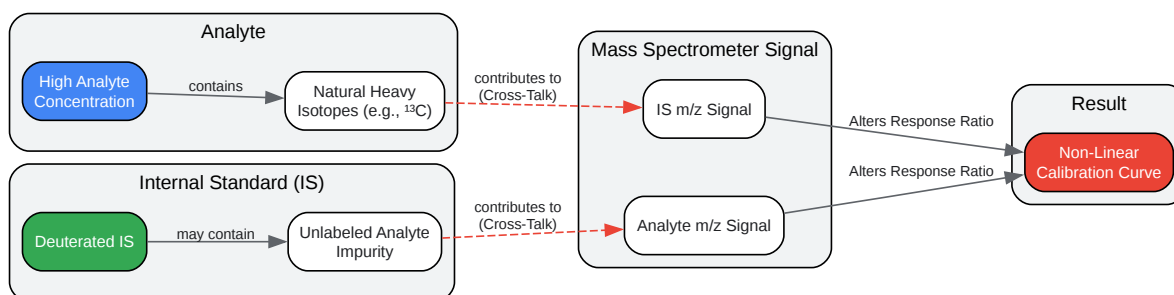 Analyte
High Analyte
Concentration
contains
Natural Heavy
Isotopes (e.g., ¹³C)
contributes to
(Cross-Talk)
Internal Standard (IS)
Deuterated IS
may contain
Unlabeled Analyte
Impurity
contributes to
(Cross-Talk)
Mass Spectrometer Signal
IS m/z Signal
Analyte m/z Signal
Alters Response Ratio
Alters Response Ratio
Result
Non-Linear
Calibration Curve